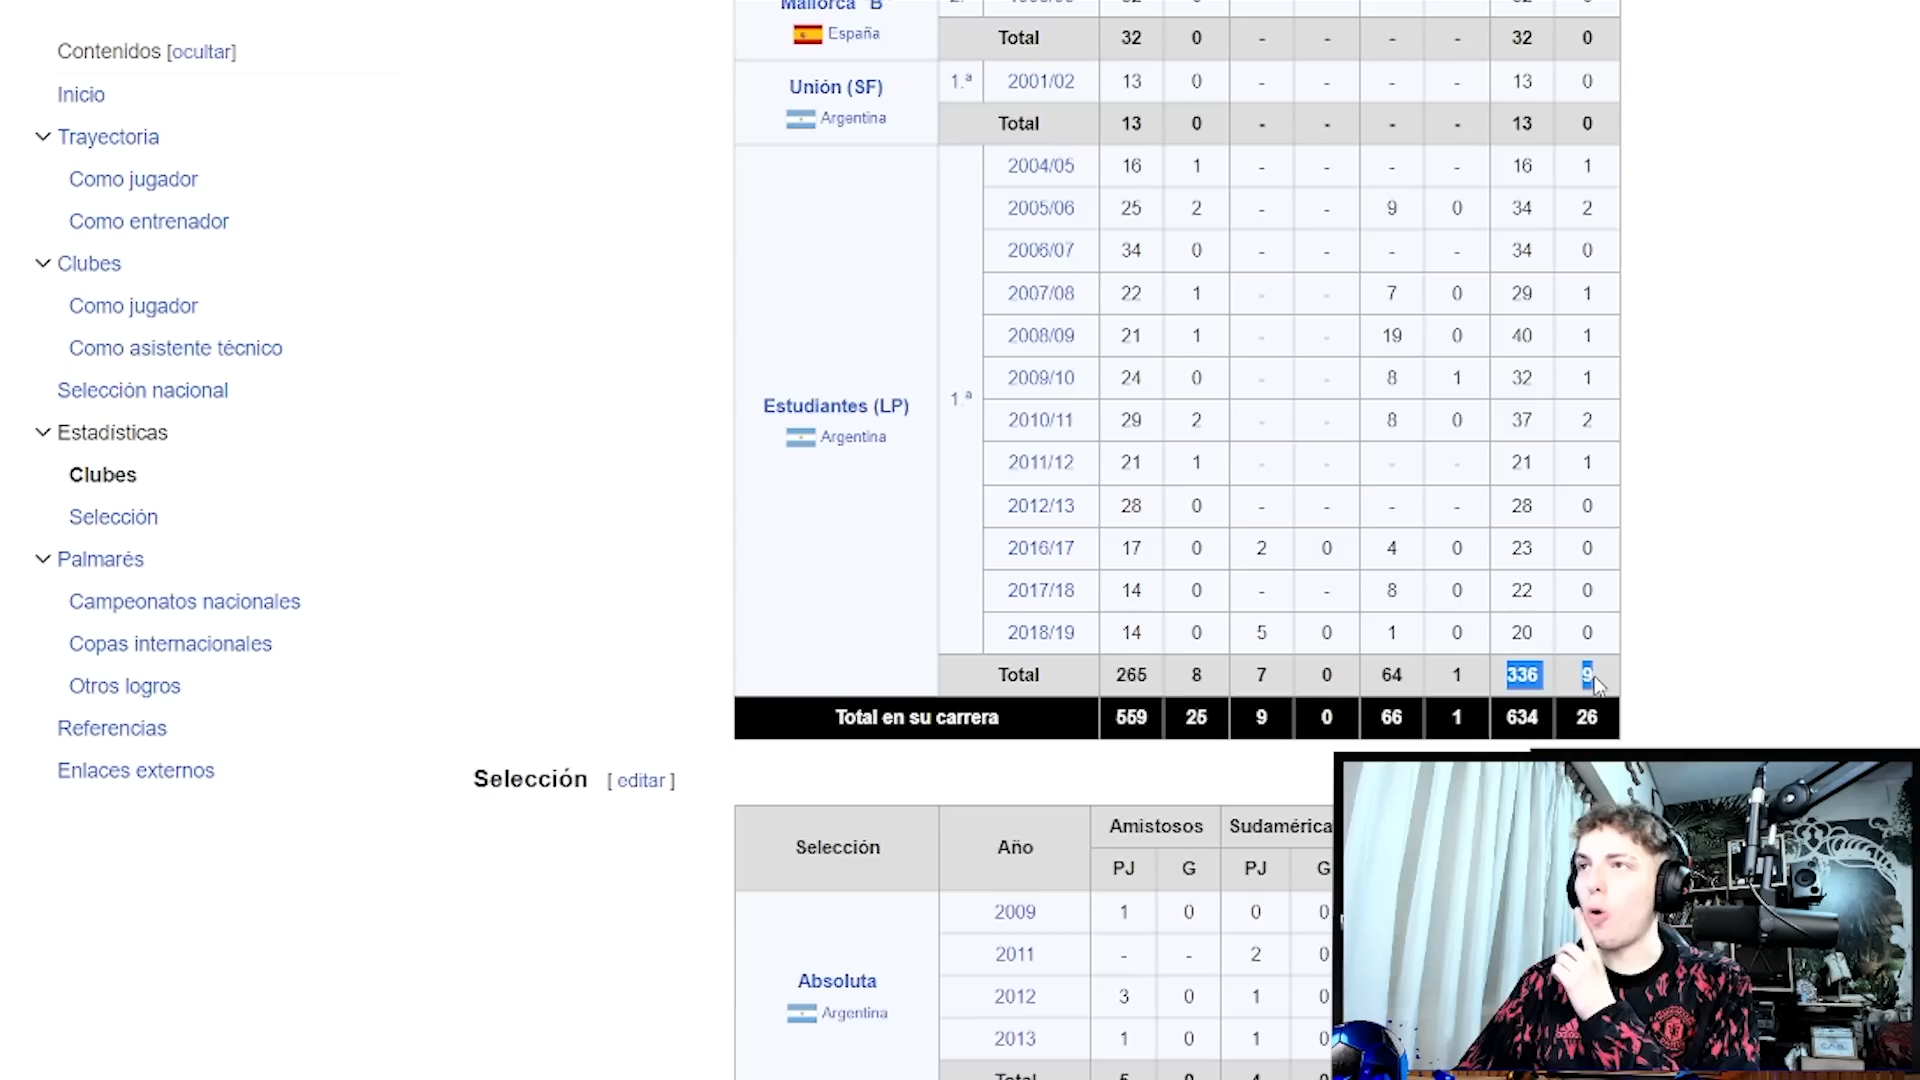 Contenidos [ocultar]
Inicio
Trayectoria
Como jugador
Como entrenador
Clubes
Como jugador
Como asistente técnico
Selección nacional
Estadísticas
Clubes
Selección
Palmarés
Campeonatos nacionales
Copas internacionales
Otros logros
Referencias
Enlaces externos
Mallorca "B"
España
Total 32 0 - - - - 32 0
Unión (SF)
Argentina
1.ª 2001/02 13 0 - - - - 13 0
Total 13 0 - - - - 13 0
Estudiantes (LP)
Argentina
1.ª
2004/05 16 1 - - - - 16 1
2005/06 25 2 - - 9 0 34 2
2006/07 34 0 - - - - 34 0
2007/08 22 1 - - 7 0 29 1
2008/09 21 1 - - 19 0 40 1
2009/10 24 0 - - 8 1 32 1
2010/11 29 2 - - 8 0 37 2
2011/12 21 1 - - - - 21 1
2012/13 28 0 - - - - 28 0
2016/17 17 0 2 0 4 0 23 0
2017/18 14 0 - - 8 0 22 0
2018/19 14 0 5 0 1 0 20 0
Total 265 8 7 0 64 1 336 9
Total en su carrera 559 25 9 0 66 1 634 26
Selección [ editar ]
Selección Año Amistosos Sudamérica
PJ G PJ G
Absoluta
Argentina
2009 1 0 0 0
2011 - - 2 0
2012 3 0 1 0
2013 1 0 1 0
Total 5 0 4 0